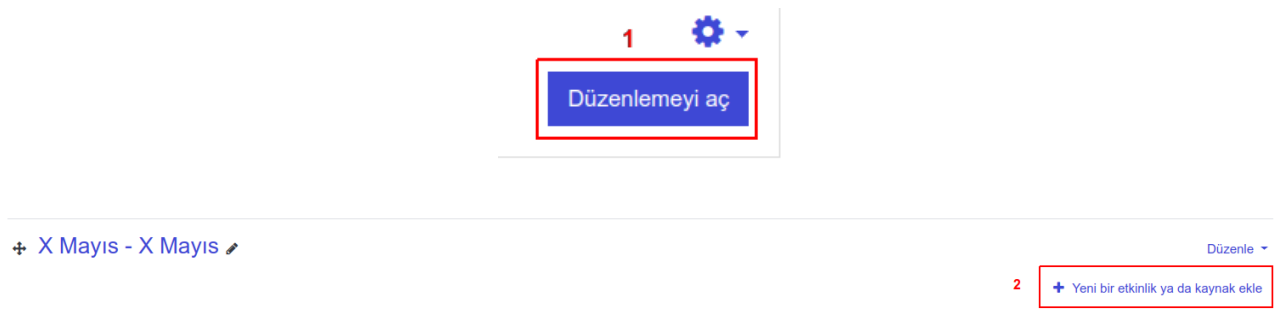 1
Düzenlemeyi aç
X Mayıs - X Mayıs
Düzenle
2
Yeni bir etkinlik ya da kaynak ekle